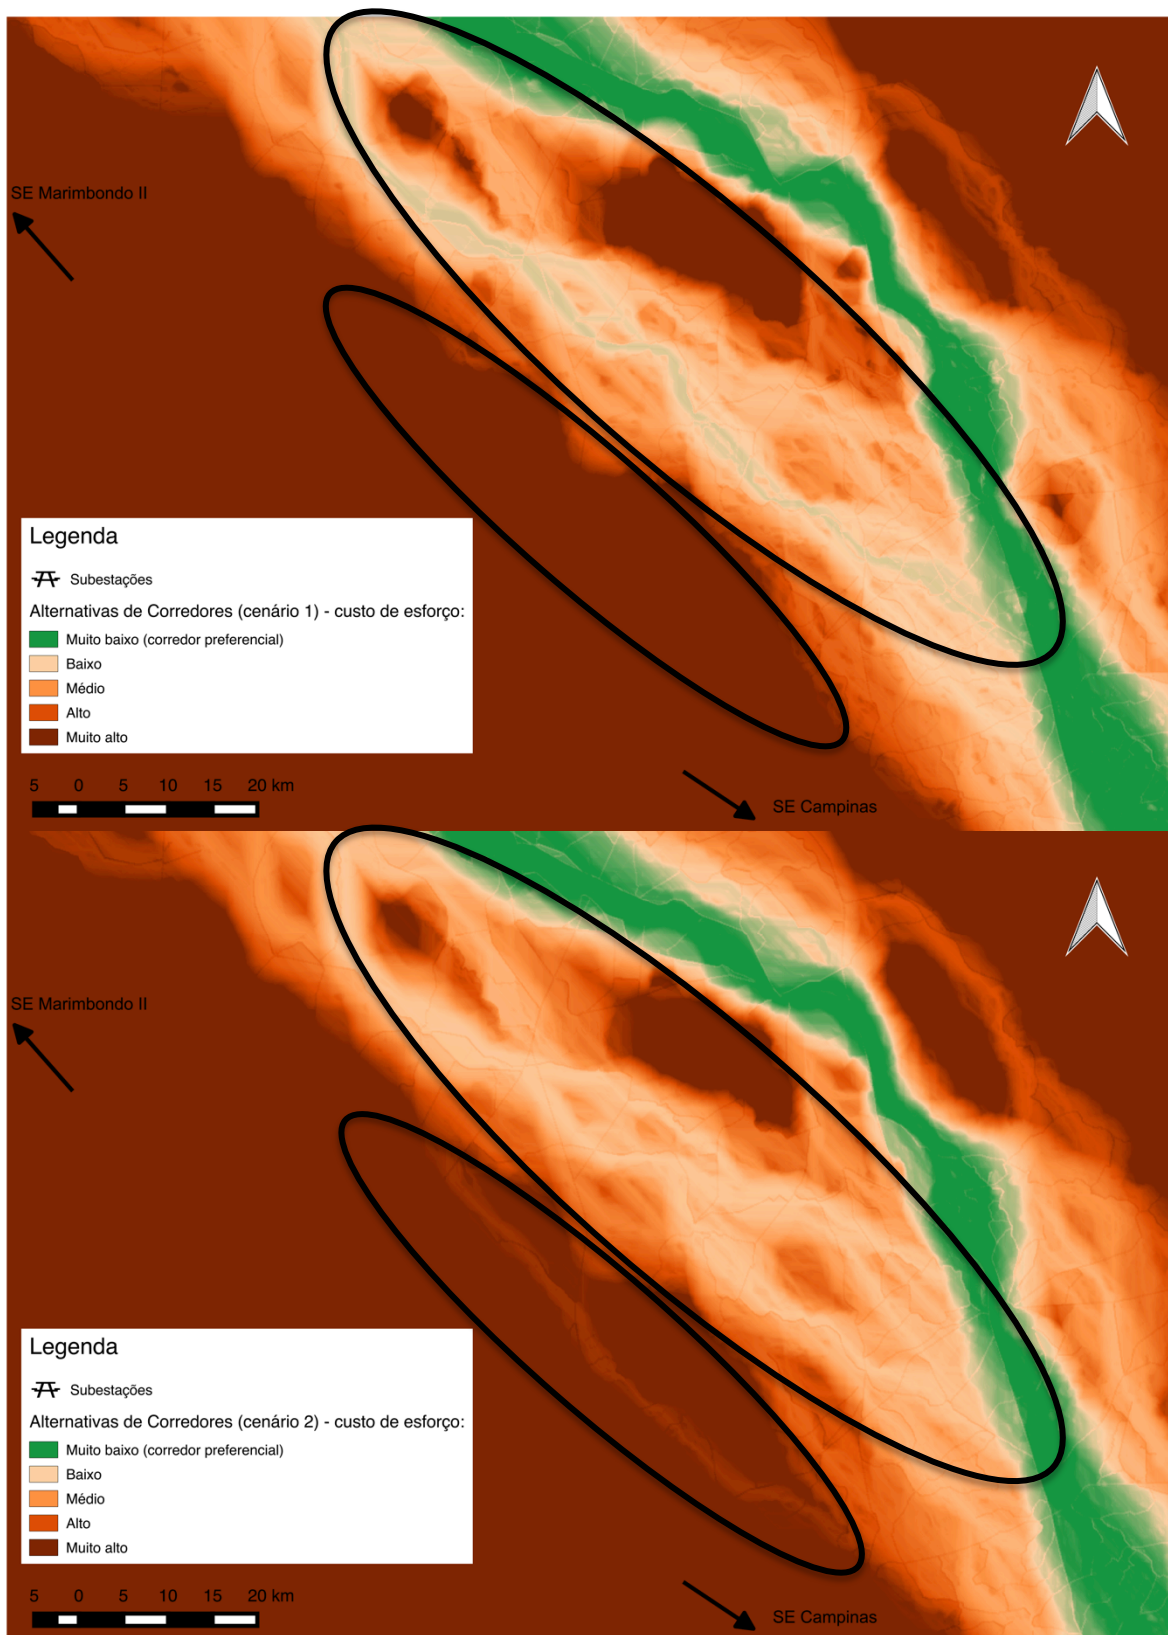 SE Marimbondo II
Legenda
Subestações
Alternativas de Corredores (cenário 1) - custo de esforço:
Muito baixo (corredor preferencial)
Baixo
Médio
Alto
Muito alto
5 0 5 10 15 20 km
SE Campinas
SE Marimbondo II
Legenda
Subestações
Alternativas de Corredores (cenário 2) - custo de esforço:
Muito baixo (corredor preferencial)
Baixo
Médio
Alto
Muito alto
5 0 5 10 15 20 km
SE Campinas